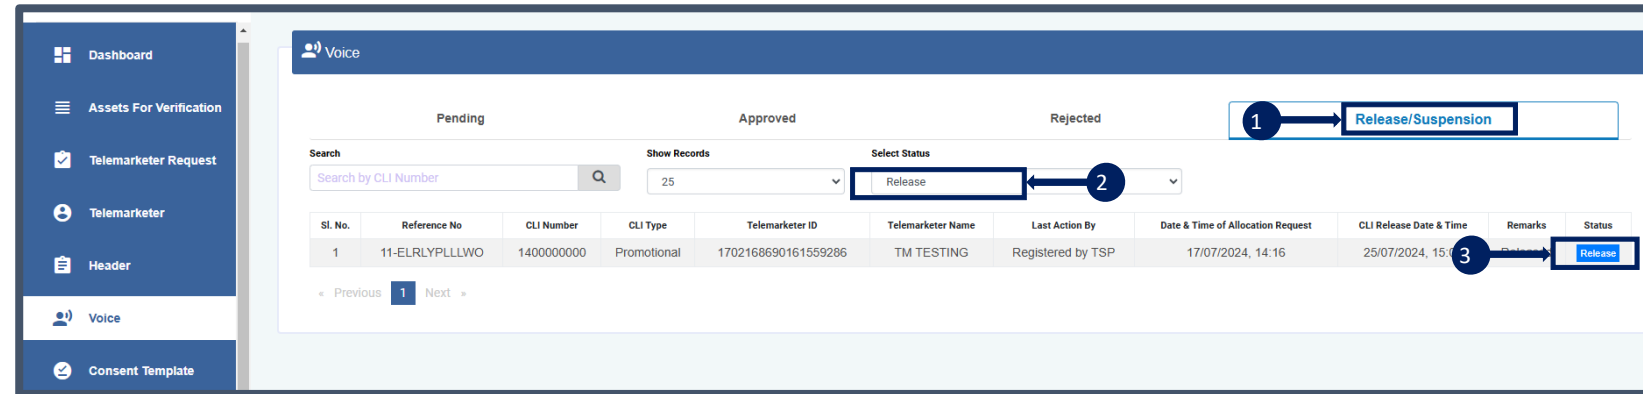 Voice
Dashboard
Assets For Verification
Telemarketer Request
Telemarketer
Header
Voice
Consent Template
Pending Approved Rejected 1 Release/Suspension
Search Show Records Select Status
Search by CLI Number 25 Release 2
Sl. No. Reference No CLI Number CLI Type Telemarketer ID Telemarketer Name Last Action By Date & Time of Allocation Request CLI Release Date & Time Remarks Status
1 11-ELRLYPLLLWO 1400000000 Promotional 1702168690161559286 TM TESTING Registered by TSP 17/07/2024, 14:16 25/07/2024, 3 Release
« Previous 1 Next »